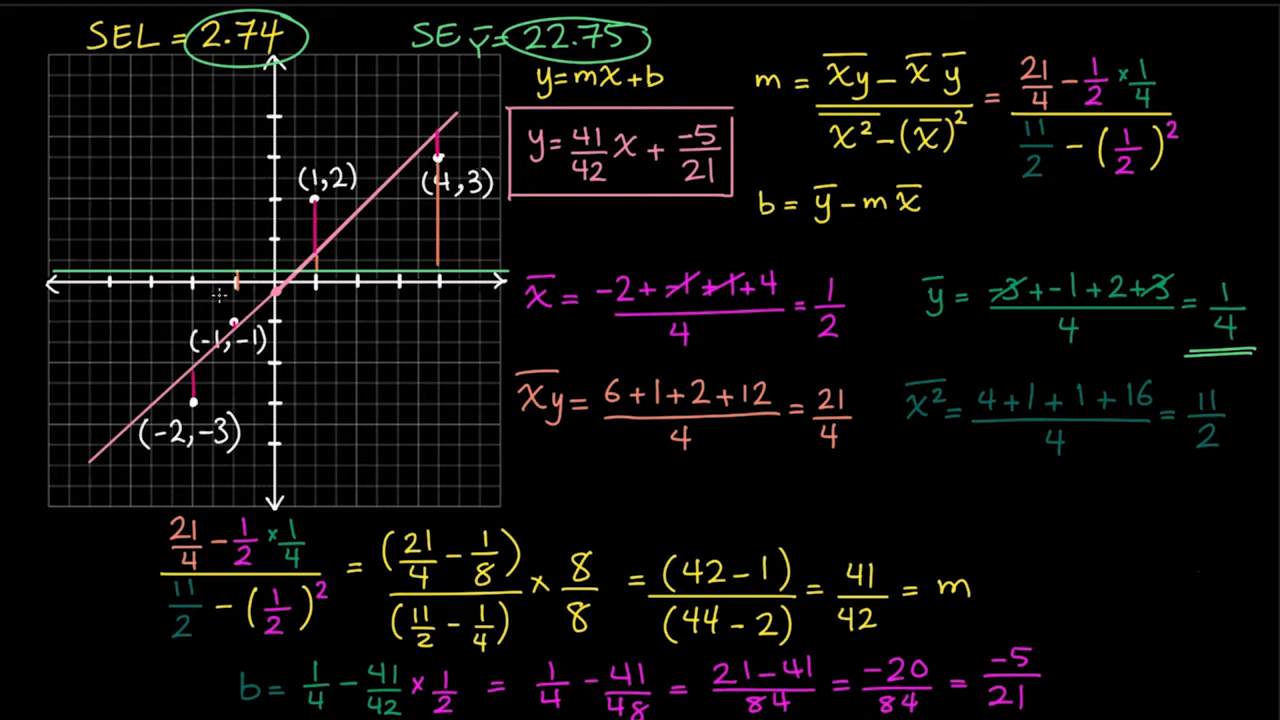 SEL = 2.74
SE ȳ = 22.75
y = mx + b
y = 41/42 x + -5/21
m = (x̅y̅ - x̅ y̅) / (x̅²̅ - (x̅)²) = (21/4 - 1/2 × 1/4) / (11/2 - (1/2)²)
b = y̅ - m x̅
(1,2)
(4,3)
(-1,-1)
(-2,-3)
x̅ = (-2 + -1 + 1 + 4)/4 = 1/2
y̅ = (-3 + -1 + 2 + 3)/4 = 1/4
x̅y̅ = (6 + 1 + 2 + 12)/4 = 21/4
x̅²̅ = (4 + 1 + 1 + 16)/4 = 11/2
(21/4 - 1/2 × 1/4) / (11/2 - (1/2)²) = (21/4 - 1/8) / (11/2 - 1/4) × 8/8 = (42 - 1)/(44 - 2) = 41/42 = m
b = 1/4 - 41/42 × 1/2 = 1/4 - 41/48 = (21 - 41)/84 = -20/84 = -5/21